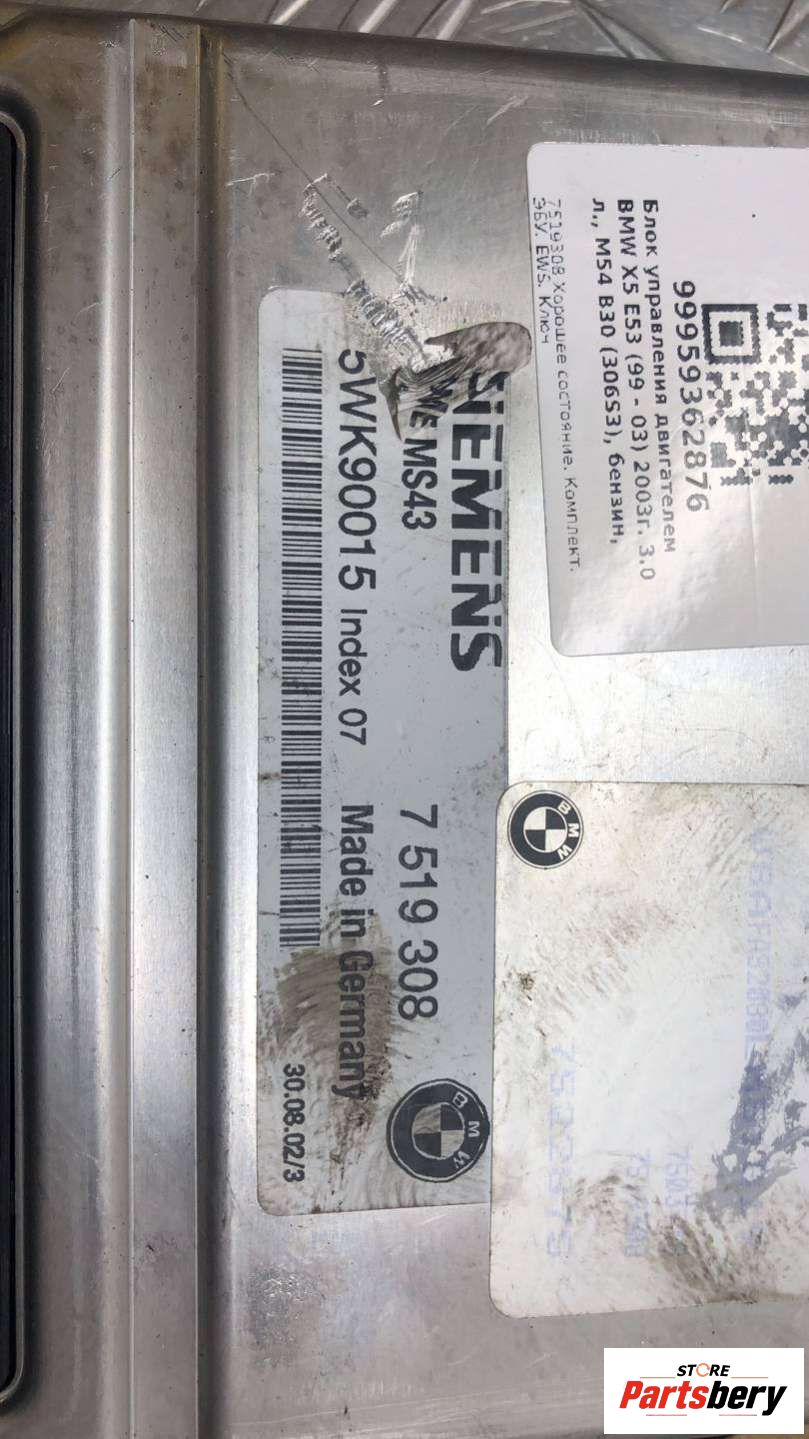 99959362876
Блок управления двигателем
BMW X5 E53 (99 - 03) 2003г. 3.0
л., M54 B30 (306S3), бензин,
7519308 Хорошее состояние. Комплект.
ЭБУ. EWS. Ключ
SIEMENS
MS43
7 519 308
5WK90015 Index 07 Made in Germany
30.08.02/3
BMW
BMW
STORE
Partsbery